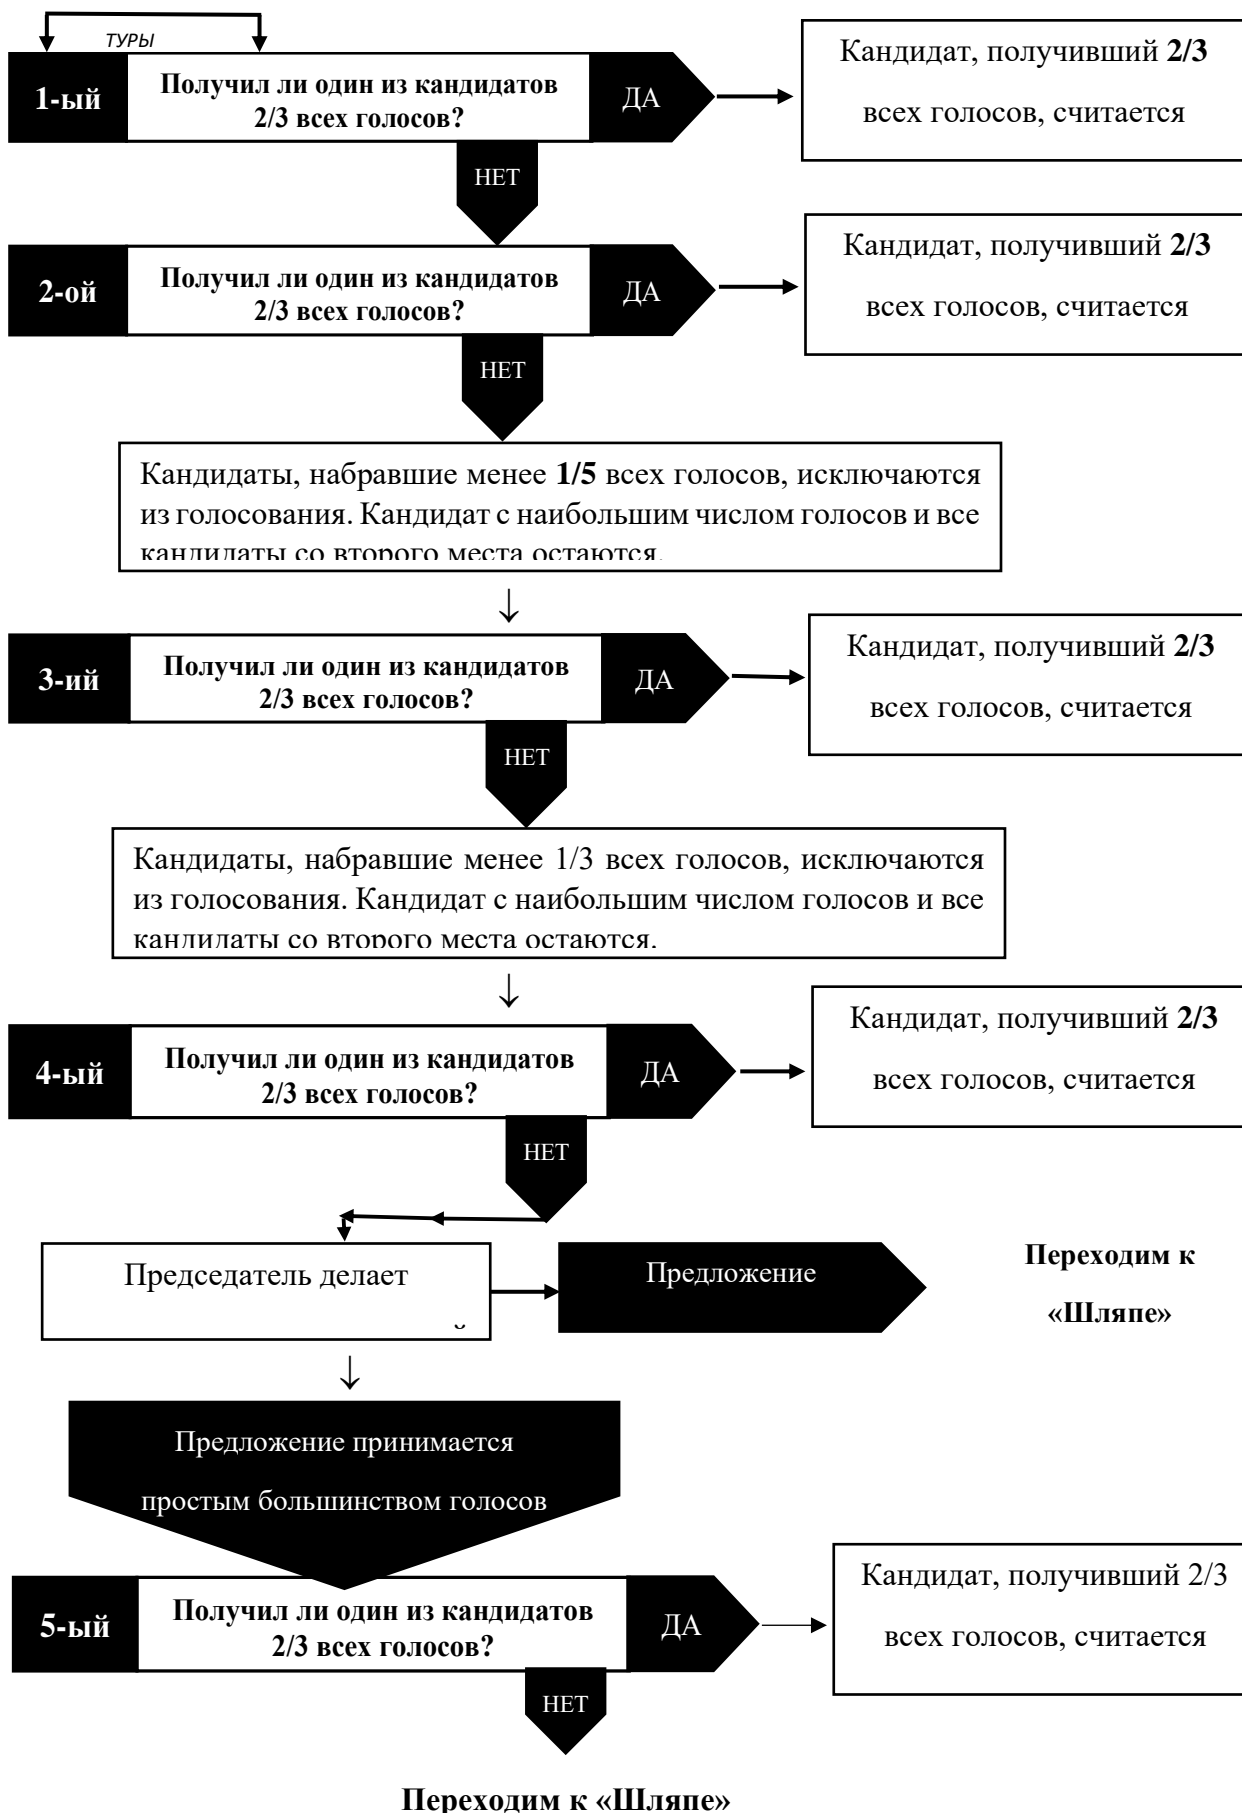 ТУРЫ
1-ый
Получил ли один из кандидатов
2/3 всех голосов?
ДА
Кандидат, получивший 2/3
всех голосов, считается
НЕТ
2-ой
Получил ли один из кандидатов
2/3 всех голосов?
ДА
Кандидат, получивший 2/3
всех голосов, считается
НЕТ
Кандидаты, набравшие менее 1/5 всех голосов, исключаются
из голосования. Кандидат с наибольшим числом голосов и все
кандидаты со второго места остаются.
3-ий
Получил ли один из кандидатов
2/3 всех голосов?
ДА
Кандидат, получивший 2/3
всех голосов, считается
НЕТ
Кандидаты, набравшие менее 1/3 всех голосов, исключаются
из голосования. Кандидат с наибольшим числом голосов и все
кандидаты со второго места остаются.
4-ый
Получил ли один из кандидатов
2/3 всех голосов?
ДА
Кандидат, получивший 2/3
всех голосов, считается
НЕТ
Председатель делает
Предложение
Переходим к
«Шляпе»
Предложение принимается
простым большинством голосов
5-ый
Получил ли один из кандидатов
2/3 всех голосов?
ДА
Кандидат, получивший 2/3
всех голосов, считается
НЕТ
Переходим к «Шляпе»